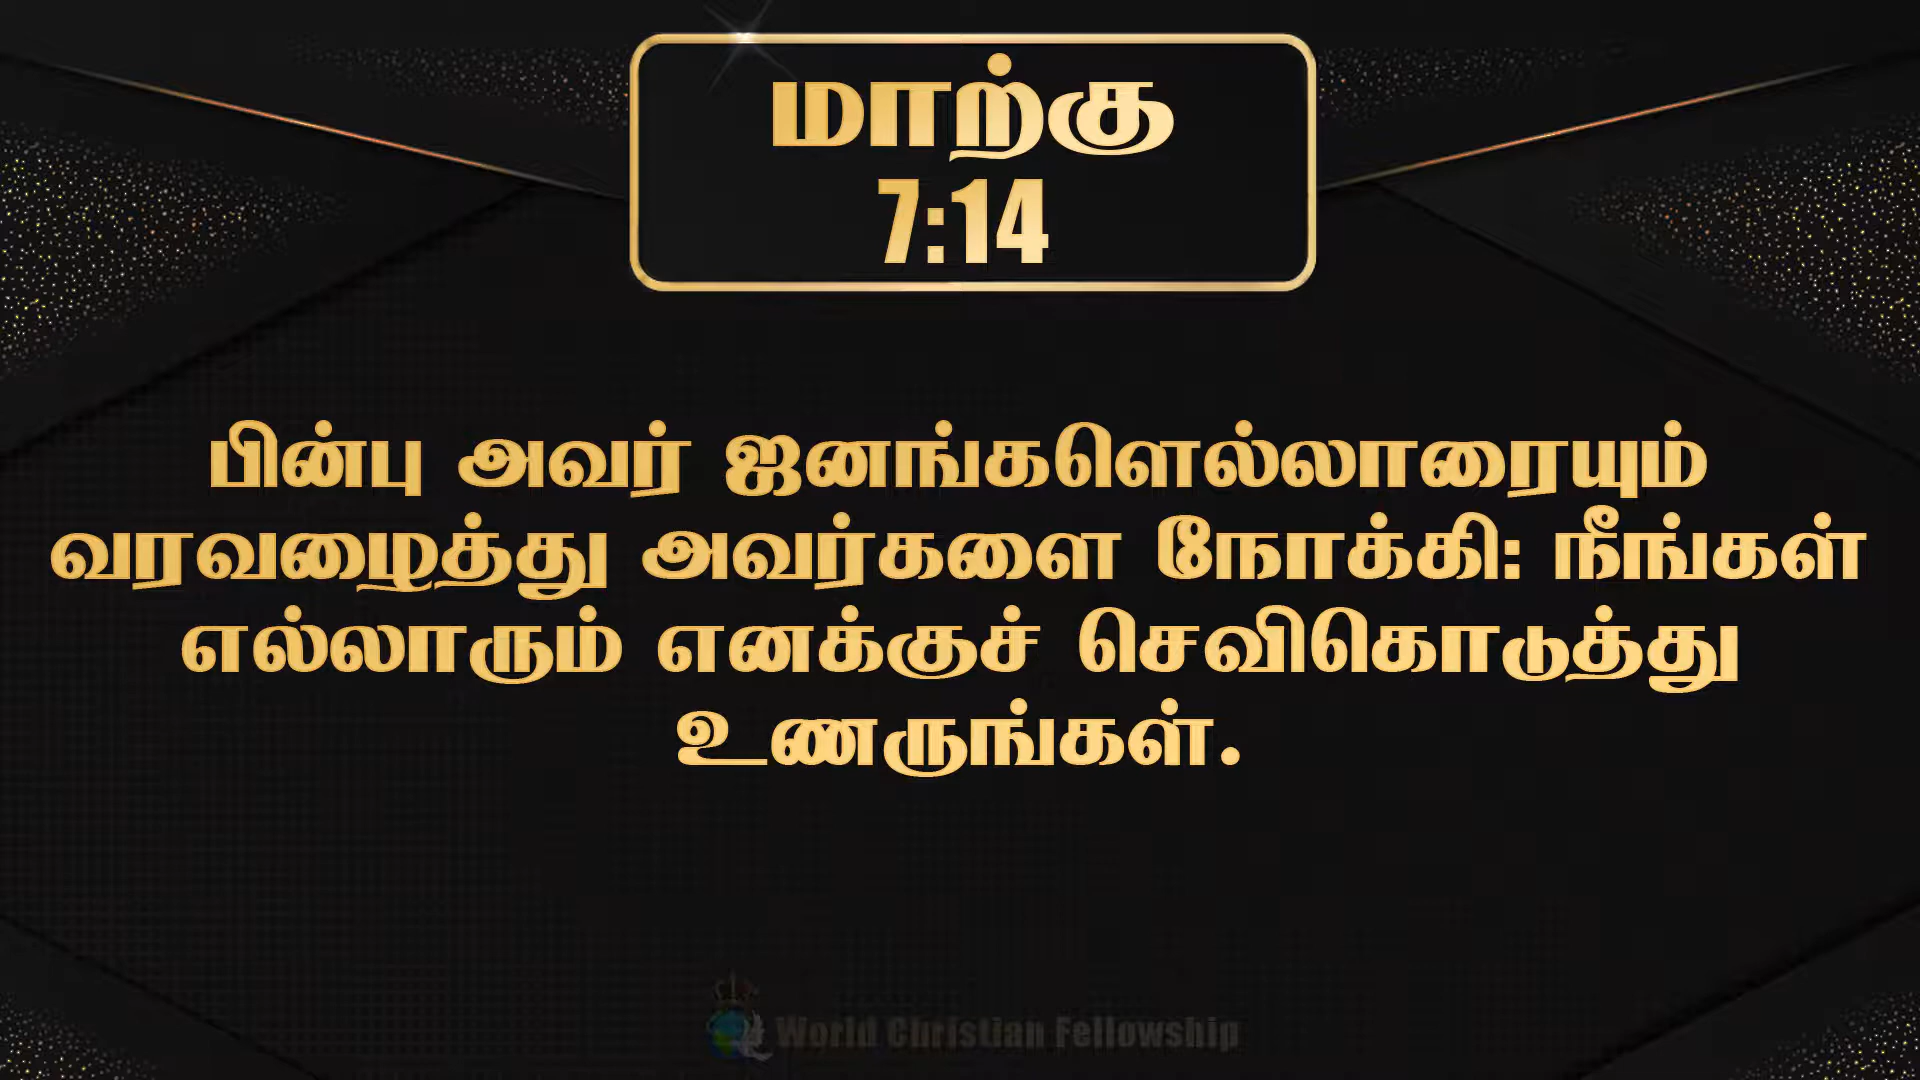 மாற்கு
7:14
பின்பு அவர் ஜனங்களெல்லாரையும்
வரவழைத்து அவர்களை நோக்கி: நீங்கள்
எல்லாரும் எனக்குச் செவிகொடுத்து
உணருங்கள்.
World Christian Fellowship